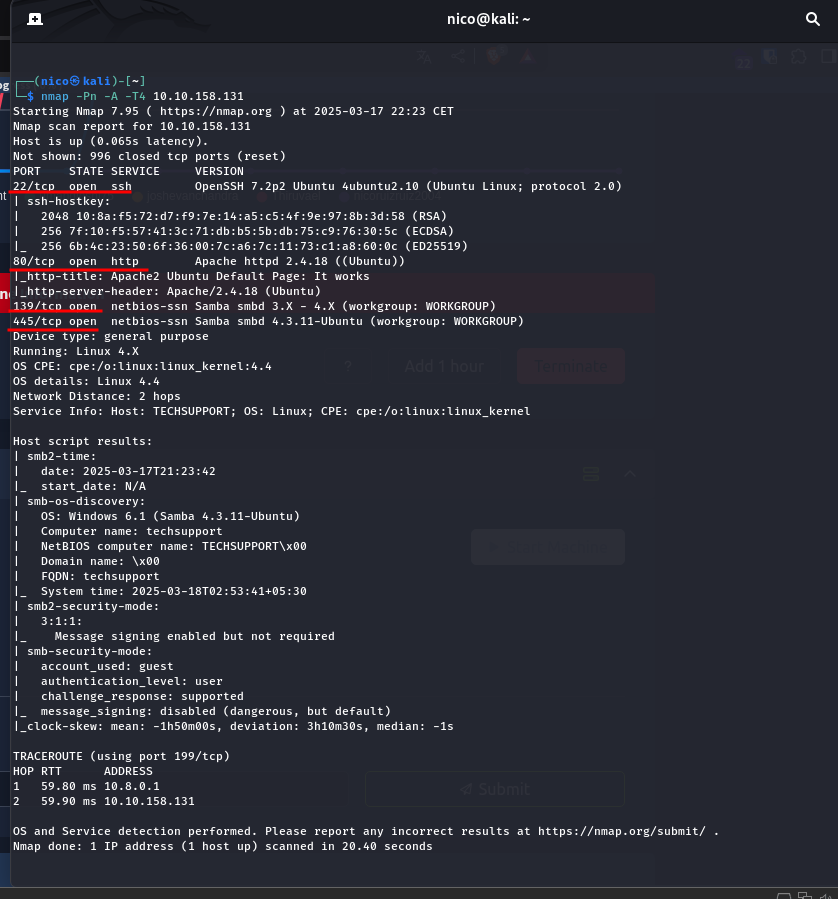 nico@kali: ~
┌──(nico㉿kali)-[~]
└─$ nmap -Pn -A -T4 10.10.158.131
Starting Nmap 7.95 ( https://nmap.org ) at 2025-03-17 22:23 CET
Nmap scan report for 10.10.158.131
Host is up (0.065s latency).
Not shown: 996 closed tcp ports (reset)
PORT    STATE SERVICE     VERSION
22/tcp  open  ssh         OpenSSH 7.2p2 Ubuntu 4ubuntu2.10 (Ubuntu Linux; protocol 2.0)
| ssh-hostkey:
|   2048 10:8a:f5:72:d7:f9:7e:14:a5:c5:4f:9e:97:8b:3d:58 (RSA)
|   256 7f:10:f5:57:41:3c:71:db:b5:5b:db:75:c9:76:30:5c (ECDSA)
|_  256 6b:4c:23:50:6f:36:00:7c:a6:7c:11:73:c1:a8:60:0c (ED25519)
80/tcp  open  http        Apache httpd 2.4.18 ((Ubuntu))
|_http-title: Apache2 Ubuntu Default Page: It works
|_http-server-header: Apache/2.4.18 (Ubuntu)
139/tcp open  netbios-ssn Samba smbd 3.X - 4.X (workgroup: WORKGROUP)
445/tcp open  netbios-ssn Samba smbd 4.3.11-Ubuntu (workgroup: WORKGROUP)
Device type: general purpose
Running: Linux 4.X
OS CPE: cpe:/o:linux:linux_kernel:4.4
OS details: Linux 4.4
? Add 1 hour Terminate
Network Distance: 2 hops
Service Info: Host: TECHSUPPORT; OS: Linux; CPE: cpe:/o:linux:linux_kernel
Host script results:
| smb2-time:
|   date: 2025-03-17T21:23:42
|_  start_date: N/A
| smb-os-discovery:
|   OS: Windows 6.1 (Samba 4.3.11-Ubuntu)
|   Computer name: techsupport
|   NetBIOS computer name: TECHSUPPORT\x00
|   Domain name: \x00
|   FQDN: techsupport
|_  System time: 2025-03-18T02:53:41+05:30
| smb2-security-mode:
|   3:1:1:
|_    Message signing enabled but not required
| smb-security-mode:
|   account_used: guest
|   authentication_level: user
|   challenge_response: supported
|_  message_signing: disabled (dangerous, but default)
|_clock-skew: mean: -1h50m00s, deviation: 3h10m30s, median: -1s
TRACEROUTE (using port 199/tcp)
HOP RTT      ADDRESS
1   59.80 ms 10.8.0.1
2   59.90 ms 10.10.158.131
Submit
OS and Service detection performed. Please report any incorrect results at https://nmap.org/submit/ .
Nmap done: 1 IP address (1 host up) scanned in 20.40 seconds